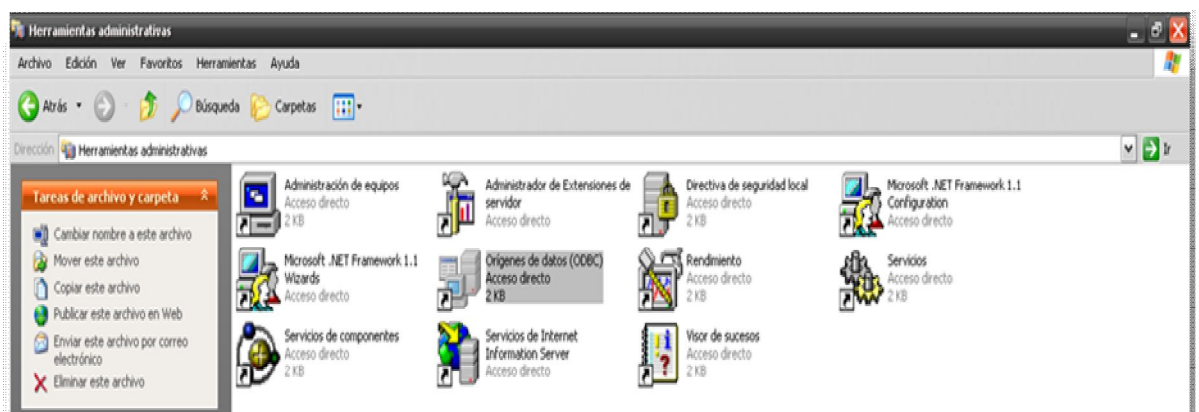 Herramientas administrativas
Archivo Edición Ver Favoritos Herramientas Ayuda
Atrás Búsqueda Carpetas
Dirección Herramientas administrativas Ir
Tareas de archivo y carpeta
Cambiar nombre a este archivo
Mover este archivo
Copiar este archivo
Publicar este archivo en Web
Enviar este archivo por correo
electrónico
Eliminar este archivo
Administración de equipos
Acceso directo
2 KB
Administrador de Extensiones de
servidor
Acceso directo
Directiva de seguridad local
Acceso directo
2 KB
Microsoft .NET Framework 1.1
Configuration
Acceso directo
Microsoft .NET Framework 1.1
Wizards
Acceso directo
Orígenes de datos (ODBC)
Acceso directo
2 KB
Rendimiento
Acceso directo
2 KB
Servicios
Acceso directo
2 KB
Servicios de componentes
Acceso directo
2 KB
Servicios de Internet
Information Server
Acceso directo
Visor de sucesos
Acceso directo
2 KB